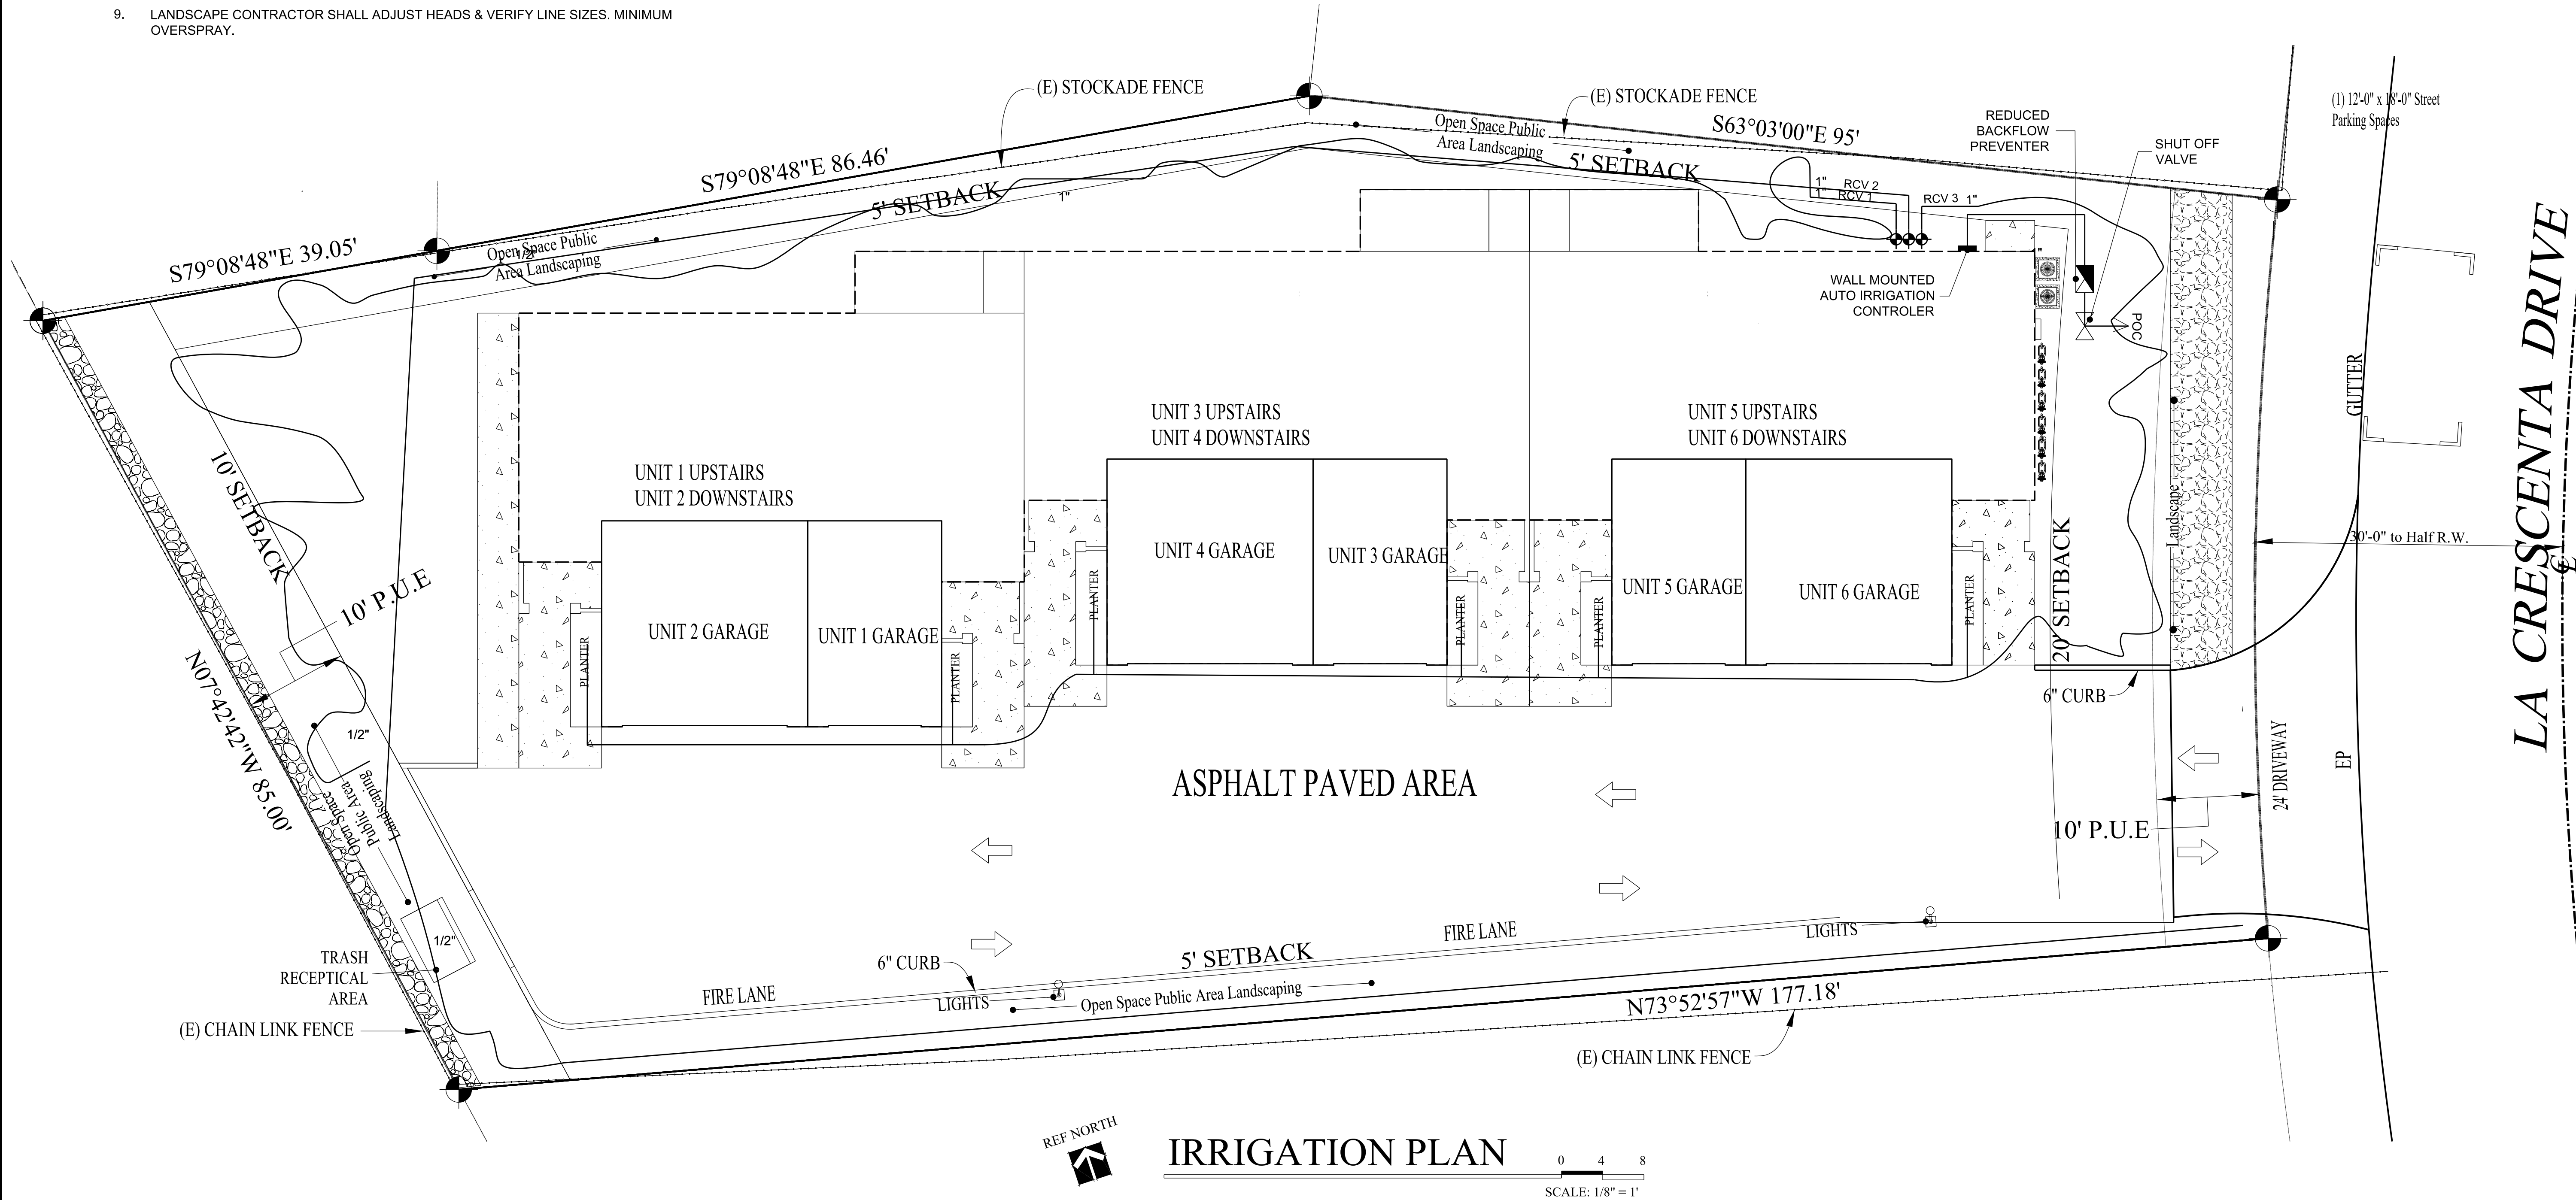 9. LANDSCAPE CONTRACTOR SHALL ADJUST HEADS & VERIFY LINE SIZES. MINIMUM
OVERSPRAY.
(E) STOCKADE FENCE
(E) STOCKADE FENCE
(1) 12'-0" x 18'-0" Street
Parking Spaces
REDUCED
BACKFLOW
PREVENTER
SHUT OFF
VALVE
S63°03'00"E 95'
Open Space Public
Area Landscaping
5' SETBACK
S79°08'48"E 86.46'
5' SETBACK
1"
1"
RCV 2
1"
RCV 1
RCV 3
1"
S79°08'48"E 39.05'
Open Space Public
1/2"
Area Landscaping
WALL MOUNTED
AUTO IRRIGATION
CONTROLER
"
POC
LA CRESCENTA DRIVE
GUTTER
UNIT 3 UPSTAIRS
UNIT 4 DOWNSTAIRS
UNIT 5 UPSTAIRS
UNIT 6 DOWNSTAIRS
UNIT 1 UPSTAIRS
UNIT 2 DOWNSTAIRS
10' SETBACK
10' P.U.E
Landscape
30'-0" to Half R.W.
20' SETBACK
UNIT 4 GARAGE
UNIT 3 GARAGE
UNIT 5 GARAGE
UNIT 6 GARAGE
UNIT 2 GARAGE
UNIT 1 GARAGE
PLANTER
PLANTER
PLANTER
PLANTER
PLANTER
PLANTER
6" CURB
N07°42'42"W 85.00'
1/2"
Open Space
Public Area
Landscaping
ASPHALT PAVED AREA
24' DRIVEWAY
EP
10' P.U.E
1/2"
TRASH
RECEPTICAL
AREA
FIRE LANE
LIGHTS
5' SETBACK
6" CURB
FIRE LANE
LIGHTS
Open Space Public Area Landscaping
N73°52'57"W 177.18'
(E) CHAIN LINK FENCE
(E) CHAIN LINK FENCE
REF NORTH
IRRIGATION PLAN
0 4 8
SCALE: 1/8" = 1'